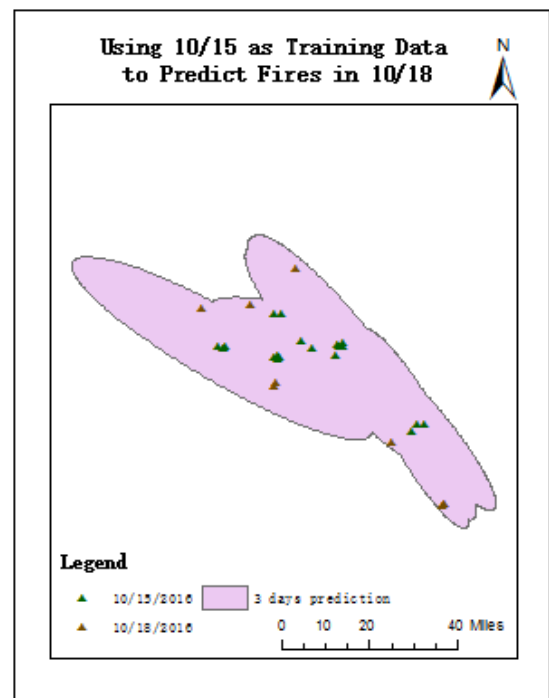 Using 10/15 as Training Data
to Predict Fires in 10/18
N
Legend
10/15/2016 3 days prediction
10/18/2016
0 10 20 40 Miles